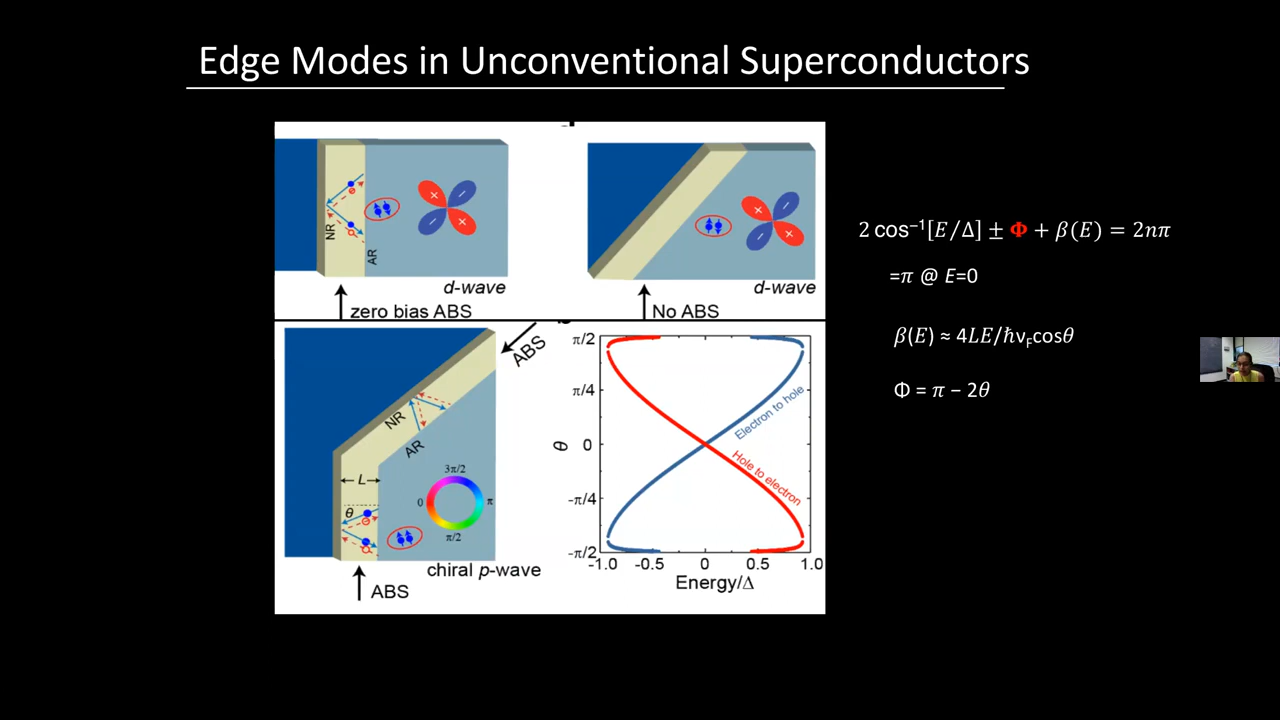 Edge Modes in Unconventional Superconductors
NR
AR
+
−
−
+
d-wave
zero bias ABS
+
−
−
+
d-wave
No ABS
ABS
NR
AR
L
θ
3π/2
0
π
π/2
chiral p-wave
ABS
θ
π/2
π/4
0
-π/4
-π/2
Electron to hole
Hole to electron
-1.0 -0.5 0 0.5 1.0
Energy/Δ
2 cos⁻¹[E/Δ] ± Φ + β(E) = 2nπ
=π @ E=0
β(E) ≈ 4LE/ħv_Fcosθ
Φ = π − 2θ